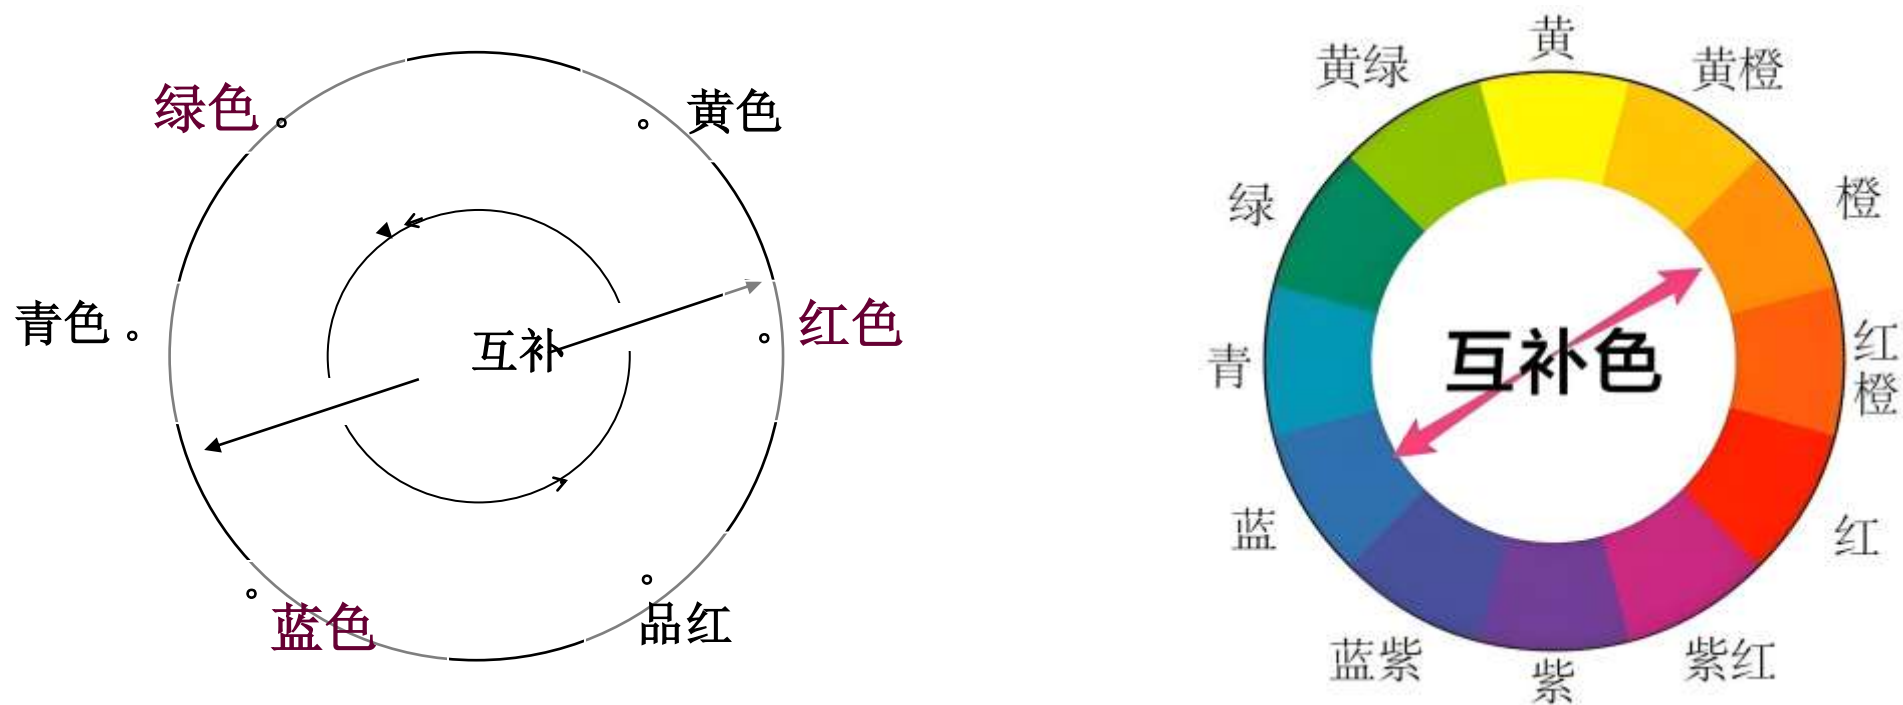 绿色。
。黄色
青色。
互补
。红色
。
蓝色
。
品红
黄
黄绿
黄橙
绿
橙
青
互补色
红
橙
蓝
红
蓝紫
紫
紫红